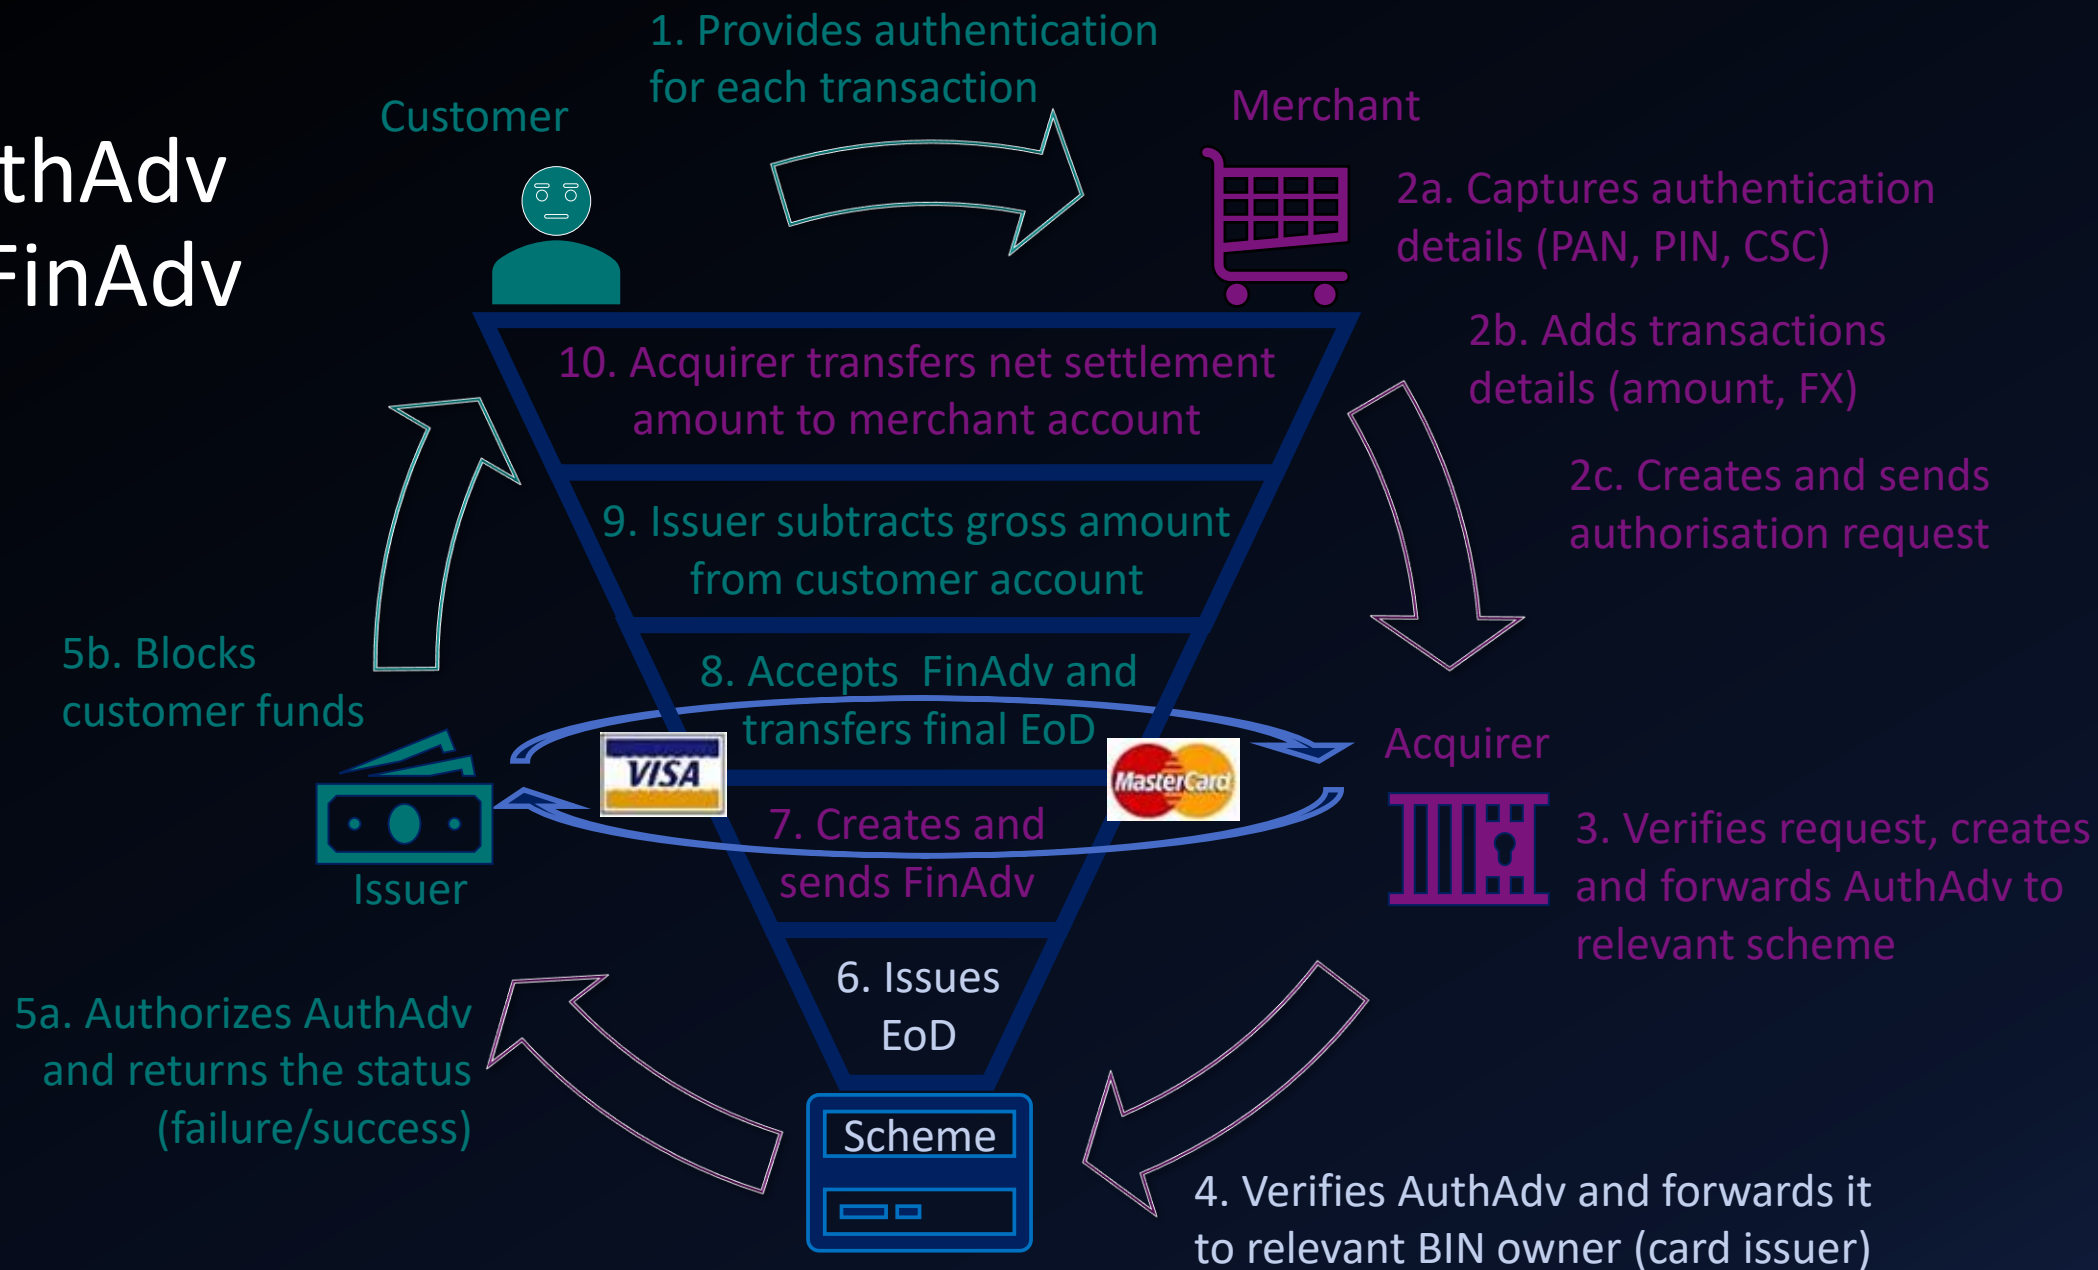 thAdv
FinAdv
Customer
1. Provides authentication
for each transaction
Merchant
2a. Captures authentication
details (PAN, PIN, CSC)
2b. Adds transactions
details (amount, FX)
2c. Creates and sends
authorisation request
10. Acquirer transfers net settlement
amount to merchant account
9. Issuer subtracts gross amount
from customer account
8. Accepts FinAdv and
transfers final EoD
VISA
MasterCard
7. Creates and
sends FinAdv
6. Issues
EoD
Scheme
Acquirer
3. Verifies request, creates
and forwards AuthAdv to
relevant scheme
4. Verifies AuthAdv and forwards it
to relevant BIN owner (card issuer)
5b. Blocks
customer funds
Issuer
5a. Authorizes AuthAdv
and returns the status
(failure/success)